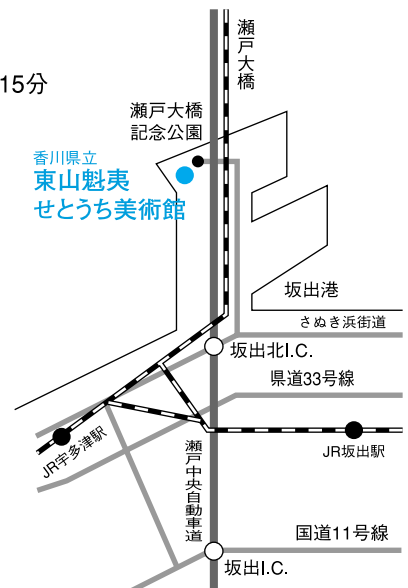 15分
瀬戸大橋
瀬戸大橋
記念公園
香川県立
東山魁夷
せとうち美術館
坂出港
さぬき浜街道
坂出北I.C.
県道33号線
JR宇多津駅
JR坂出駅
瀬戸中央自動車道
国道11号線
坂出I.C.